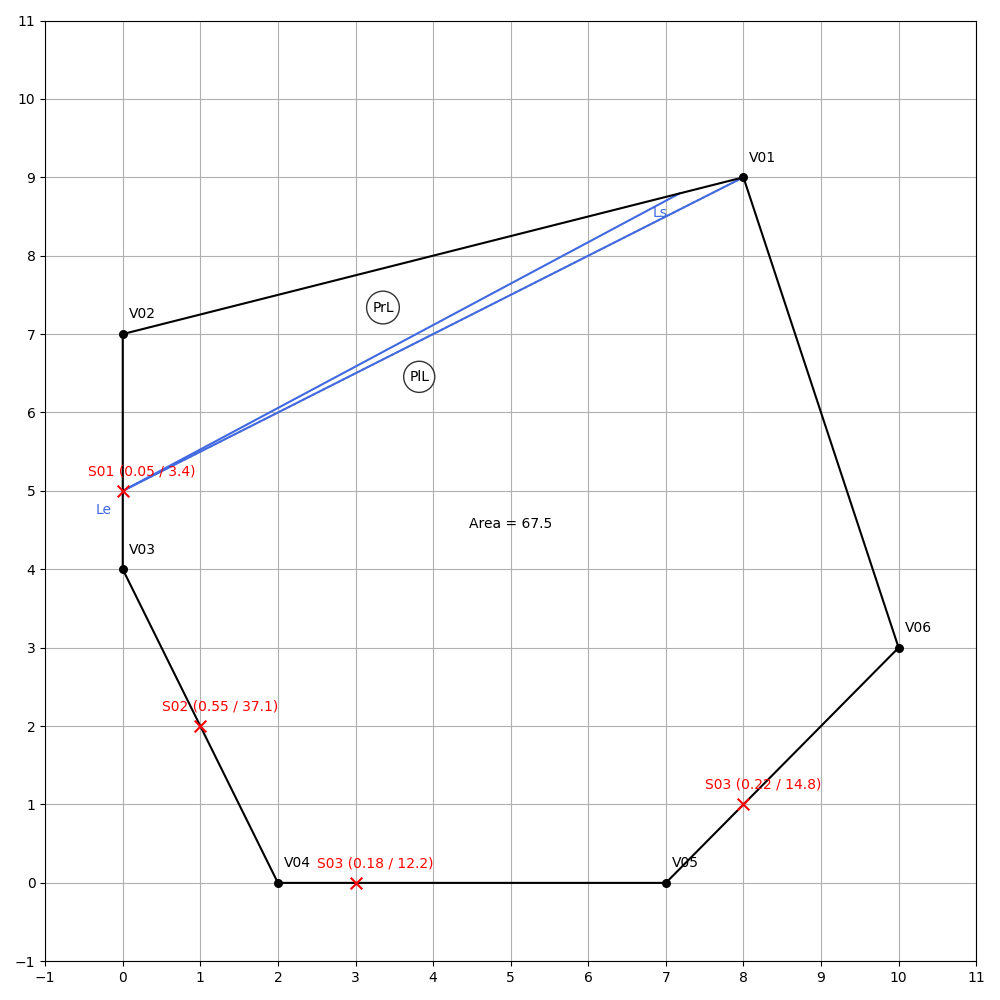 11
10
9
8
7
6
5
4
3
2
1
0
−1
V01
Ls
PrL
V02
PlL
S01 (0.05 / 3.4)
Le
Area = 67.5
V03
V06
S02 (0.55 / 37.1)
S03 (0.22 / 14.8)
V04
S03 (0.18 / 12.2)
V05
−1 0 1 2 3 4 5 6 7 8 9 10 11